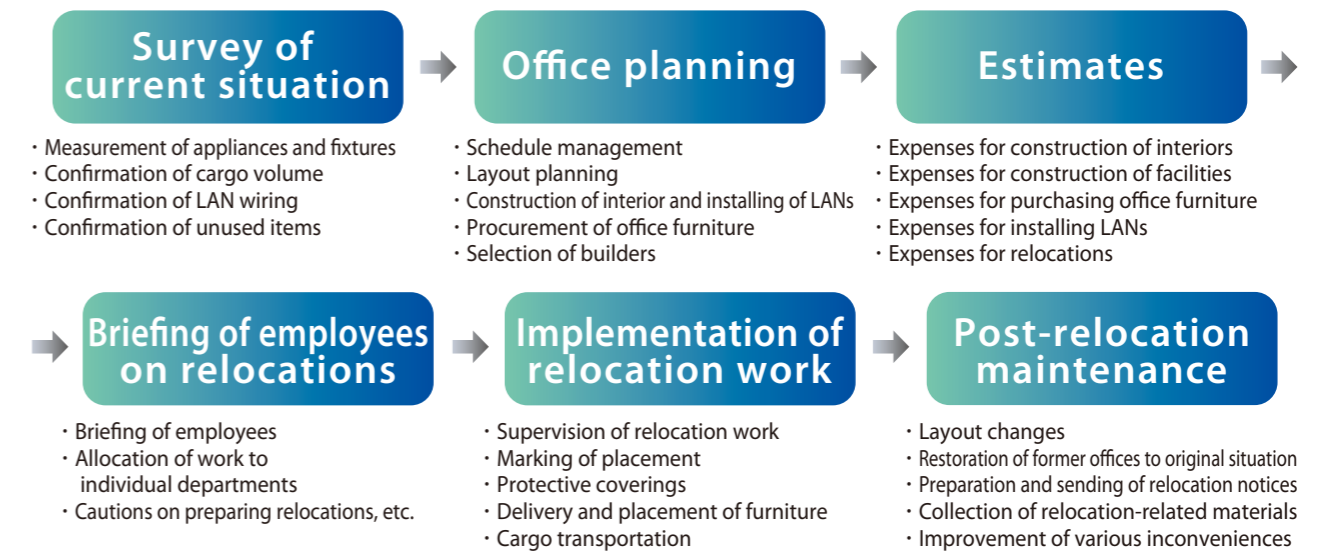 Survey of
current situation
・Measurement of appliances and fixtures
・Confirmation of cargo volume
・Confirmation of LAN wiring
・Confirmation of unused items
Office planning
・Schedule management
・Layout planning
・Construction of interior and installing of LANs
・Procurement of office furniture
・Selection of builders
Estimates
・Expenses for construction of interiors
・Expenses for construction of facilities
・Expenses for purchasing office furniture
・Expenses for installing LANs
・Expenses for relocations
Briefing of employees
on relocations
・Briefing of employees
・Allocation of work to
individual departments
・Cautions on preparing relocations, etc.
Implementation of
relocation work
・Supervision of relocation work
・Marking of placement
・Protective coverings
・Delivery and placement of furniture
・Cargo transportation
Post-relocation
maintenance
・Layout changes
・Restoration of former offices to original situation
・Preparation and sending of relocation notices
・Collection of relocation-related materials
・Improvement of various inconveniences